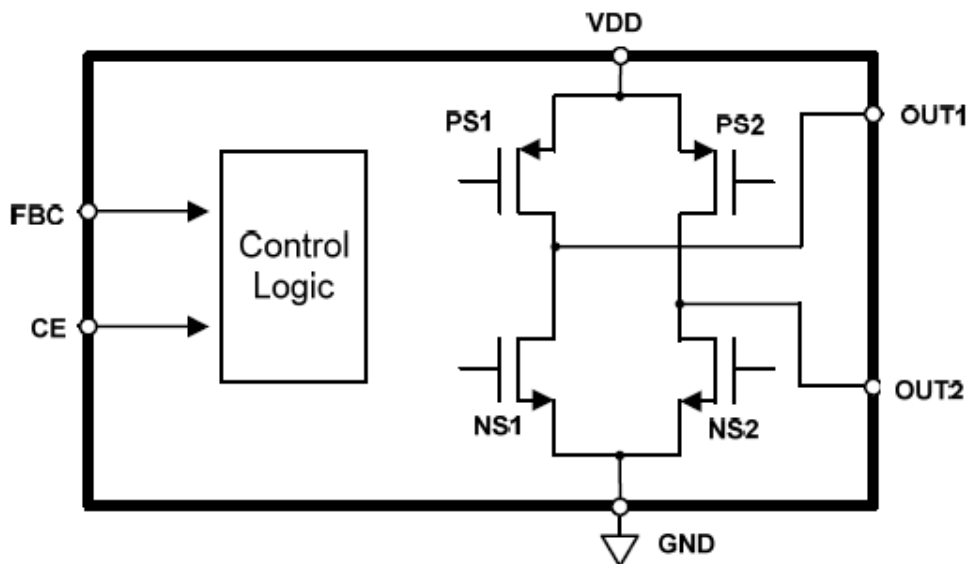 VDD
PS1
PS2
OUT1
FBC
Control
Logic
CE
NS1
NS2
OUT2
GND